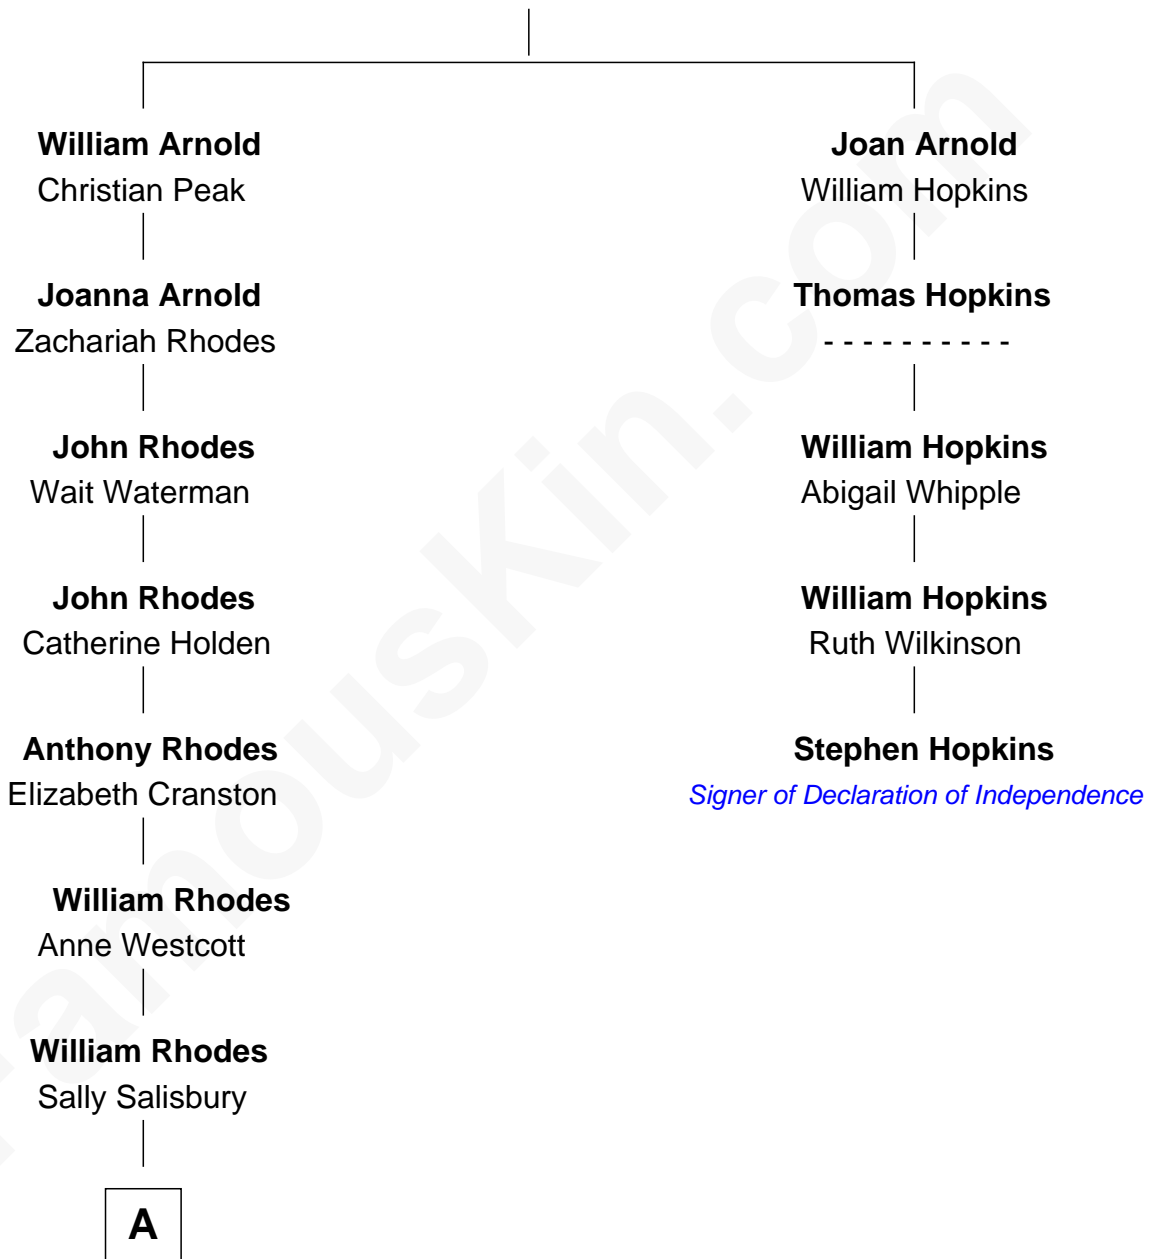 William Arnold
Christian Peak
Joanna Arnold
Zachariah Rhodes
John Rhodes
Wait Waterman
John Rhodes
Catherine Holden
Anthony Rhodes
Elizabeth Cranston
William Rhodes
Anne Westcott
William Rhodes
Sally Salisbury
A
Joan Arnold
William Hopkins
Thomas Hopkins
- - - - - - - - - -
William Hopkins
Abigail Whipple
William Hopkins
Ruth Wilkinson
Stephen Hopkins
Signer of Declaration of Independence
FamousKin.com